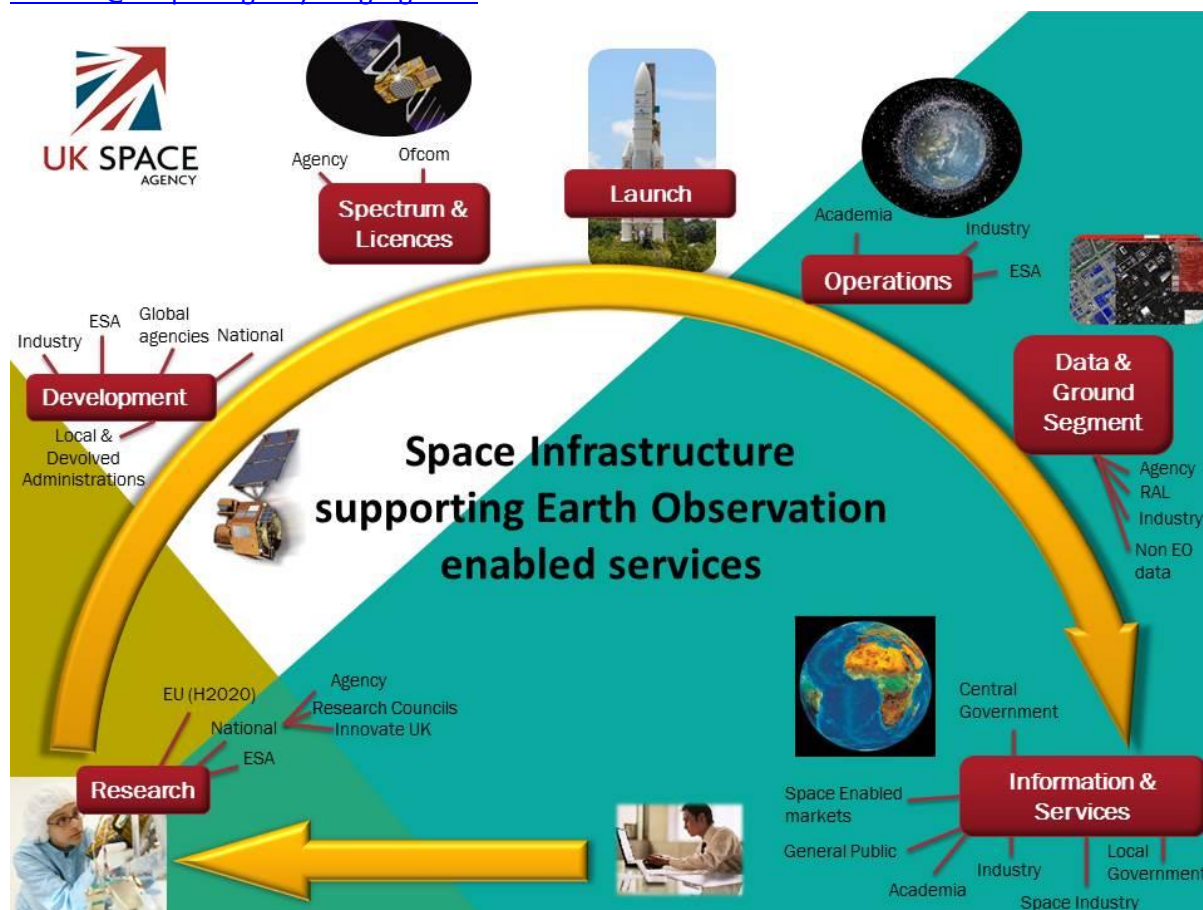 UK SPACE
AGENCY
Agency
Ofcom
Spectrum &
Licences
Launch
Academia
Industry
Operations
ESA
Industry
ESA
Global
agencies
National
Development
Local &
Devolved
Administrations
Data &
Ground
Segment
Agency
RAL
Industry
Non EO
data
Space Infrastructure
supporting Earth Observation
enabled services
EU (H2020)
Agency
Research Councils
Innovate UK
National
ESA
Research
Central
Government
Information &
Services
Space Enabled
markets
General Public
Academia
Industry
Space Industry
Local
Government